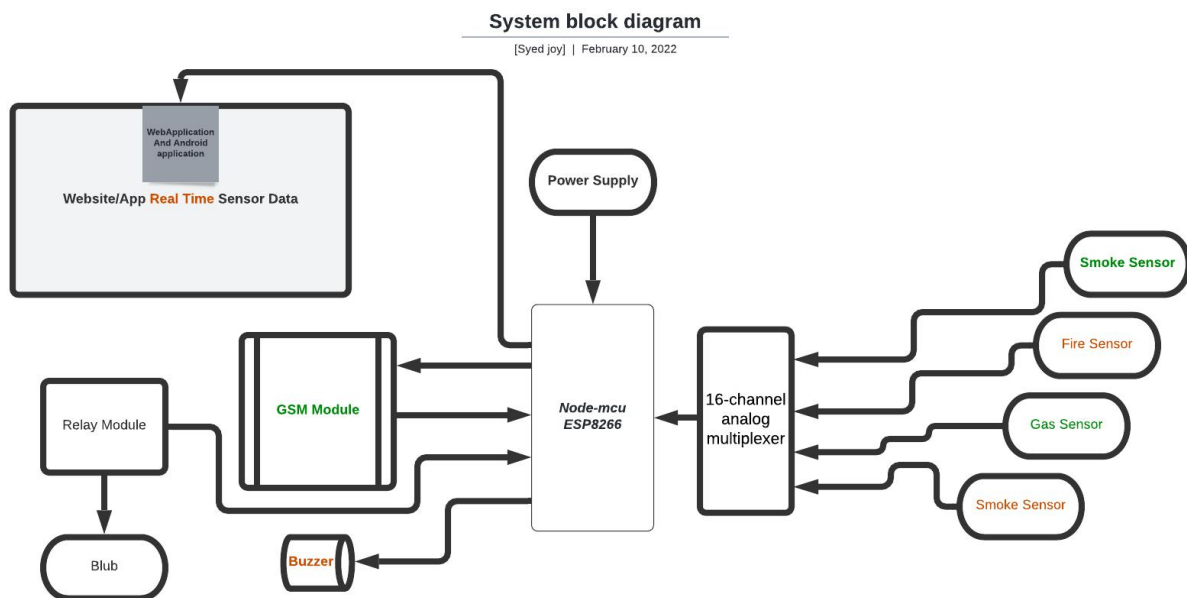 System block diagram
[Syed joy] | February 10, 2022
WebApplication
And Android
application
Website/App Real Time Sensor Data
Power Supply
Smoke Sensor
Fire Sensor
Gas Sensor
Smoke Sensor
16-channel
analog
multiplexer
Node-mcu
ESP8266
GSM Module
Relay Module
Buzzer
Blub